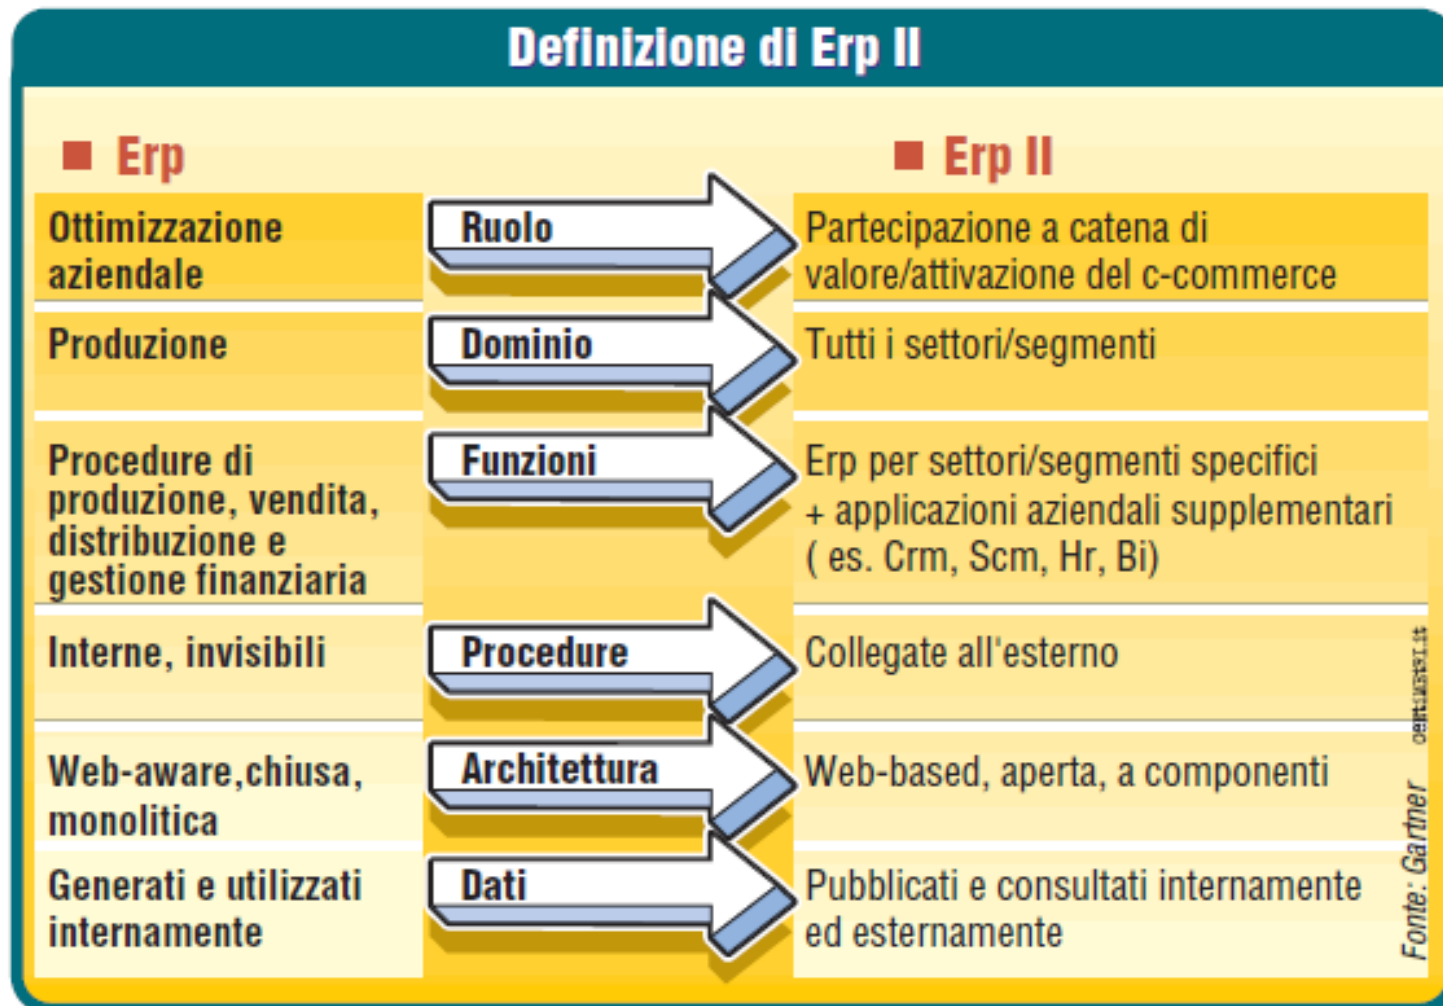 Definizione di Erp II
Erp
Erp II
Ottimizzazione
aziendale
Ruolo
Partecipazione a catena di
valore/attivazione del c-commerce
Produzione
Dominio
Tutti i settori/segmenti
Procedure di
produzione, vendita,
distribuzione e
gestione finanziaria
Funzioni
Erp per settori/segmenti specifici
+ applicazioni aziendali supplementari
( es. Crm, Scm, Hr, Bi)
Interne, invisibili
Procedure
Collegate all'esterno
Web-aware,chiusa,
monolitica
Architettura
Web-based, aperta, a componenti
Generati e utilizzati
internamente
Dati
Pubblicati e consultati internamente
ed esternamente
Fonte: Gartner